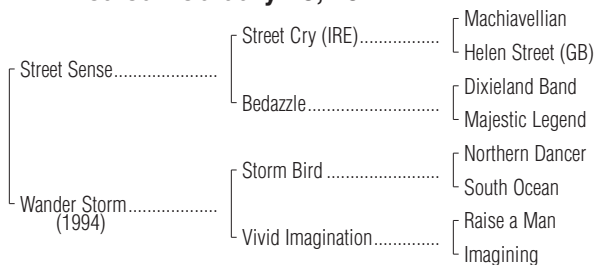 Machiavellian
Street Cry (IRE)........................
Helen Street (GB)
Street Sense...............................
Dixieland Band
Bedazzle........................................
Majestic Legend
Northern Dancer
Storm Bird ..................................
South Ocean
Wander Storm...........................
(1994)
Raise a Man
Vivid Imagination....................
Imagining